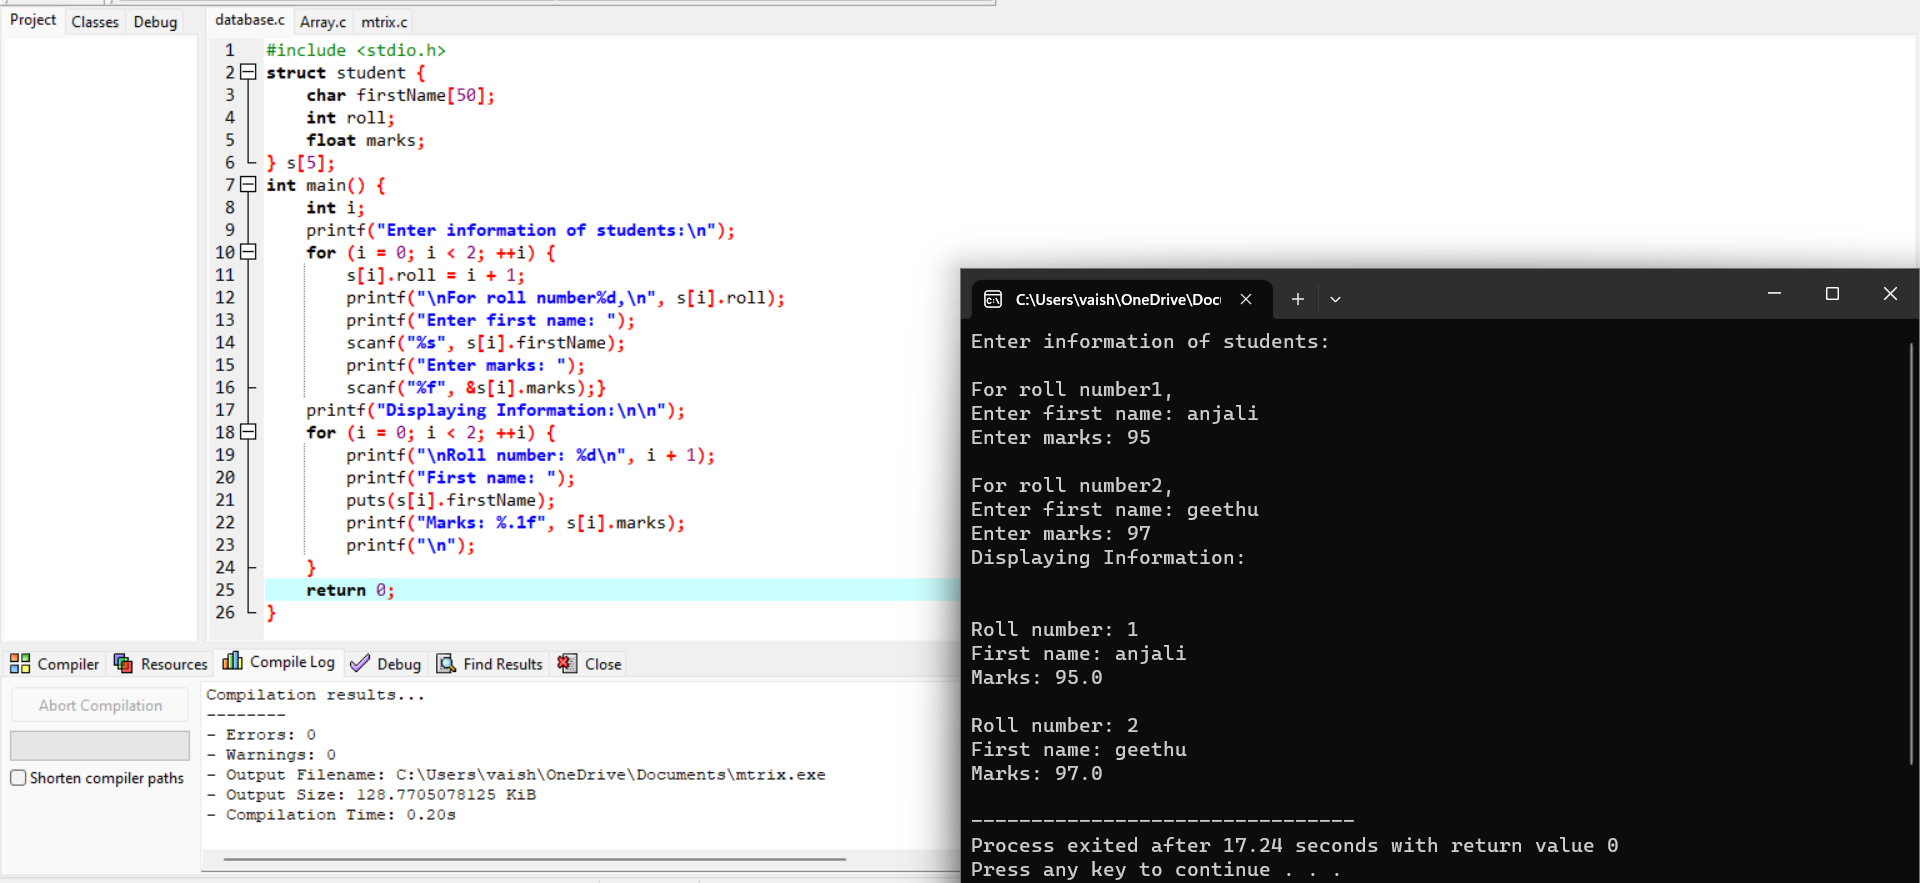 Project Classes Debug
database.c Array.c mtrix.c
1 #include <stdio.h>
2 struct student {
3 char firstName[50];
4 int roll;
5 float marks;
6 } s[5];
7 int main() {
8 int i;
9 printf("Enter information of students:\n");
10 for (i = 0; i < 2; ++i) {
11 s[i].roll = i + 1;
12 printf("\nFor roll number%d,\n", s[i].roll);
13 printf("Enter first name: ");
14 scanf("%s", s[i].firstName);
15 printf("Enter marks: ");
16 scanf("%f", &s[i].marks);}
17 printf("Displaying Information:\n\n");
18 for (i = 0; i < 2; ++i) {
19 printf("\nRoll number: %d\n", i + 1);
20 printf("First name: ");
21 puts(s[i].firstName);
22 printf("Marks: %.1f", s[i].marks);
23 printf("\n");
24 }
25 return 0;
26 }
Compiler Resources Compile Log Debug Find Results Close
Abort Compilation
Shorten compiler paths
Compilation results...
--------
- Errors: 0
- Warnings: 0
- Output Filename: C:\Users\vaish\OneDrive\Documents\mtrix.exe
- Output Size: 128.7705078125 KiB
- Compilation Time: 0.20s
C:\Users\vaish\OneDrive\Doc
Enter information of students:
For roll number1,
Enter first name: anjali
Enter marks: 95
For roll number2,
Enter first name: geethu
Enter marks: 97
Displaying Information:
Roll number: 1
First name: anjali
Marks: 95.0
Roll number: 2
First name: geethu
Marks: 97.0
--------------------------------
Process exited after 17.24 seconds with return value 0
Press any key to continue . . .